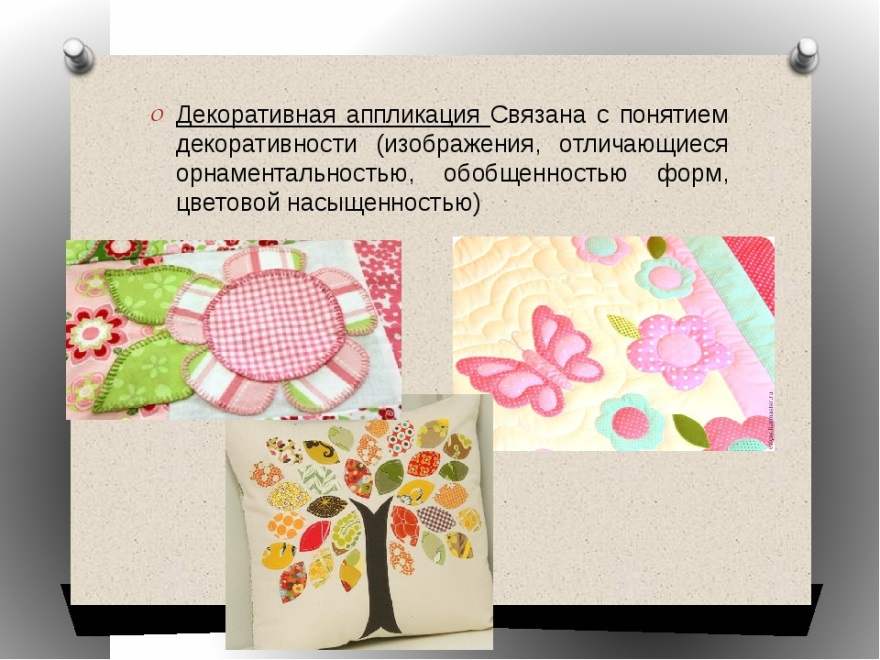 Декоративная аппликация Связана с понятием
декоративности (изображения, отличающиеся
орнаментальностью, обобщенностью форм,
цветовой насыщенностью)